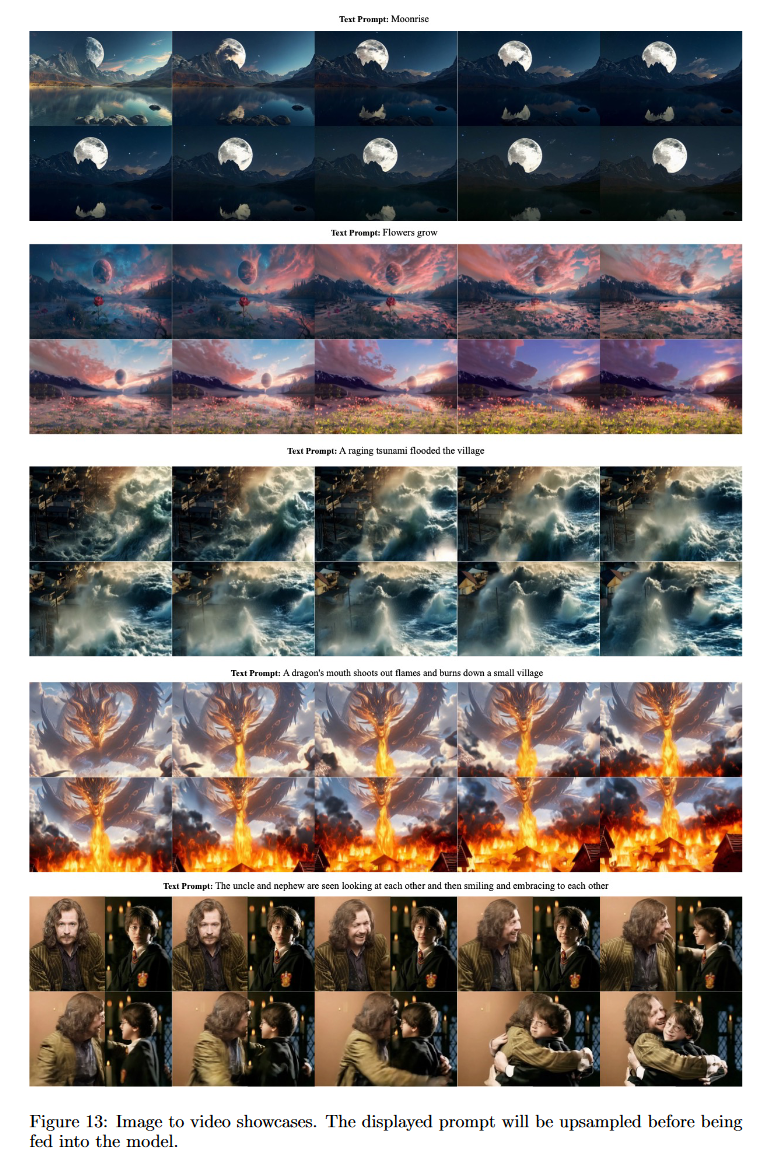 Text Prompt: Moonrise
Text Prompt: Flowers grow
Text Prompt: A raging tsunami flooded the village
Text Prompt: A dragon's mouth shoots out flames and burns down a small village
Text Prompt: The uncle and nephew are seen looking at each other and then smiling and embracing to each other
Figure 13: Image to video showcases. The displayed prompt will be upsampled before being
fed into the model.